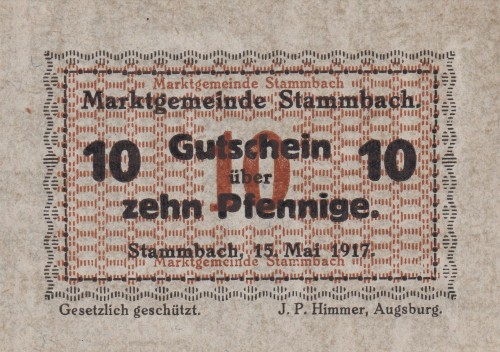 Marktgemeinde Stammbach
Marktgemeinde Stammbach.
10 Gutschein 10
10
über
zehn Pfennige.
Stammbach, 15. Mai 1917.
Marktgemeinde Stammbach
Gesetzlich geschützt. J. P. Himmer, Augsburg.